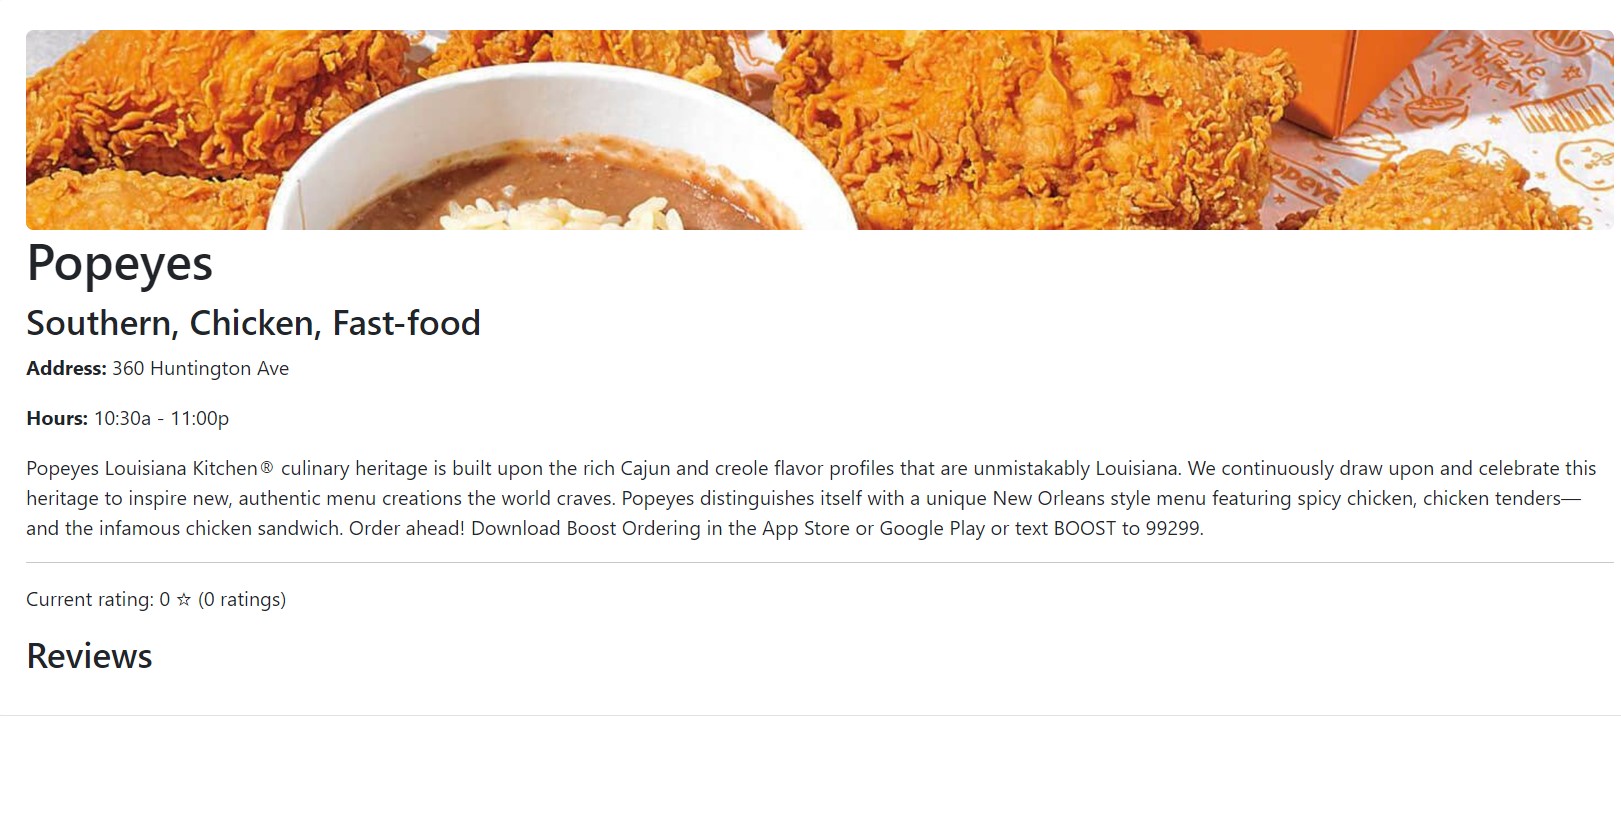 love
that
CHICKEN
Popeyes
Popeyes
Southern, Chicken, Fast-food
Address: 360 Huntington Ave
Hours: 10:30a - 11:00p
Popeyes Louisiana Kitchen® culinary heritage is built upon the rich Cajun and creole flavor profiles that are unmistakably Louisiana. We continuously draw upon and celebrate this
heritage to inspire new, authentic menu creations the world craves. Popeyes distinguishes itself with a unique New Orleans style menu featuring spicy chicken, chicken tenders—
and the infamous chicken sandwich. Order ahead! Download Boost Ordering in the App Store or Google Play or text BOOST to 99299.
Current rating: 0 ☆ (0 ratings)
Reviews